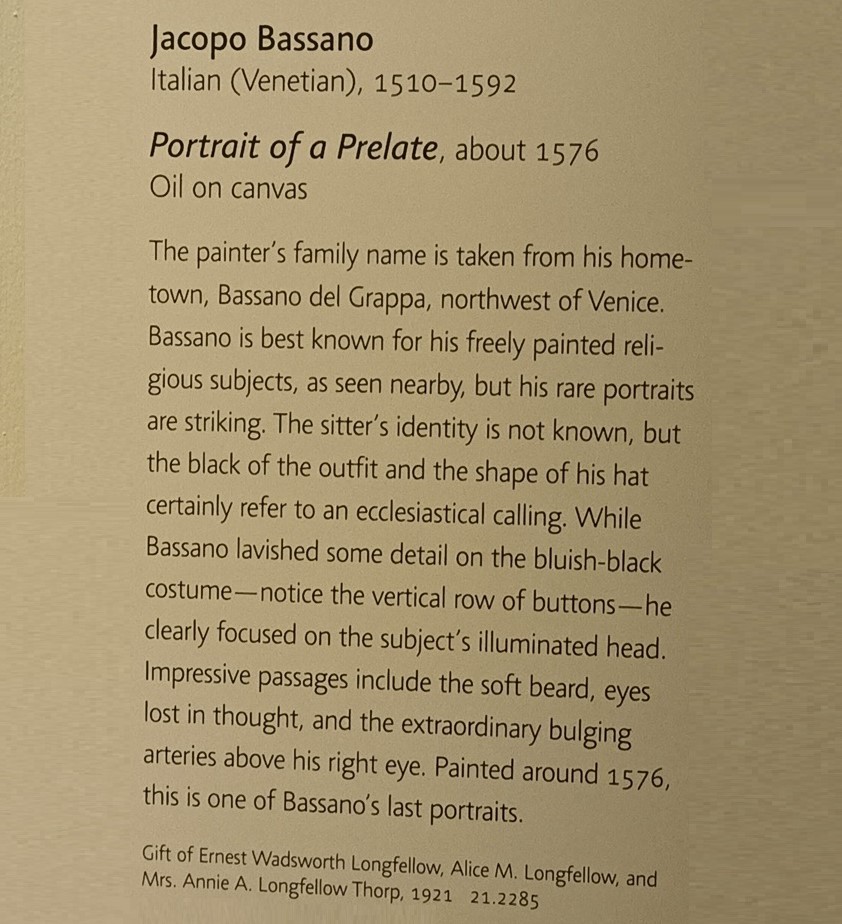 Jacopo Bassano
Italian (Venetian), 1510–1592
Portrait of a Prelate, about 1576
Oil on canvas
The painter's family name is taken from his home-
town, Bassano del Grappa, northwest of Venice.
Bassano is best known for his freely painted reli-
gious subjects, as seen nearby, but his rare portraits
are striking. The sitter's identity is not known, but
the black of the outfit and the shape of his hat
certainly refer to an ecclesiastical calling. While
Bassano lavished some detail on the bluish-black
costume—notice the vertical row of buttons—he
clearly focused on the subject's illuminated head.
Impressive passages include the soft beard, eyes
lost in thought, and the extraordinary bulging
arteries above his right eye. Painted around 1576,
this is one of Bassano's last portraits.
Gift of Ernest Wadsworth Longfellow, Alice M. Longfellow, and
Mrs. Annie A. Longfellow Thorp, 1921 21.2285